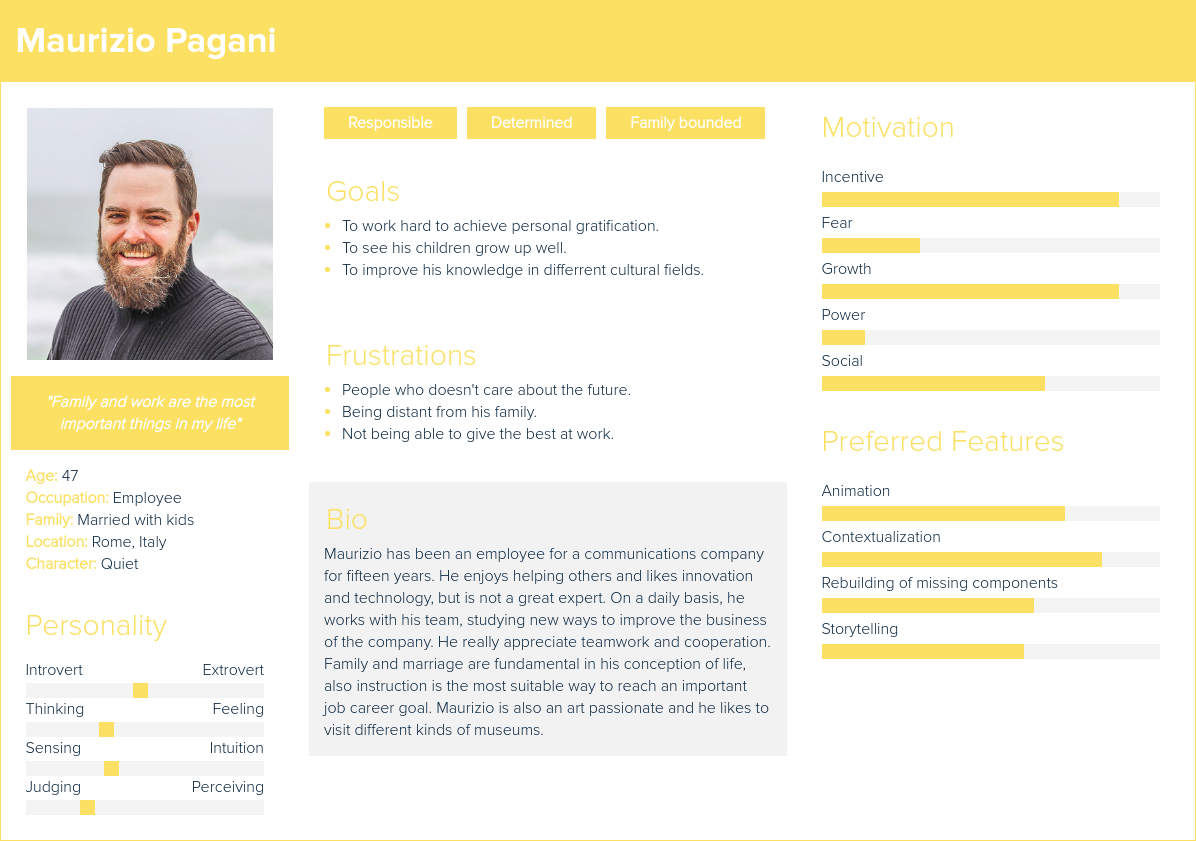 Maurizio Pagani
"Family and work are the most
important things in my life"
Age: 47
Occupation: Employee
Family: Married with kids
Location: Rome, Italy
Character: Quiet
Personality
Introvert Extrovert
Thinking Feeling
Sensing Intuition
Judging Perceiving
Responsible Determined Family bounded
Goals
To work hard to achieve personal gratification.
To see his children grow up well.
To improve his knowledge in differrent cultural fields.
Frustrations
People who doesn't care about the future.
Being distant from his family.
Not being able to give the best at work.
Bio
Maurizio has been an employee for a communications company
for fifteen years. He enjoys helping others and likes innovation
and technology, but is not a great expert. On a daily basis, he
works with his team, studying new ways to improve the business
of the company. He really appreciate teamwork and cooperation.
Family and marriage are fundamental in his conception of life,
also instruction is the most suitable way to reach an important
job career goal. Maurizio is also an art passionate and he likes to
visit different kinds of museums.
Motivation
Incentive
Fear
Growth
Power
Social
Preferred Features
Animation
Contextualization
Rebuilding of missing components
Storytelling